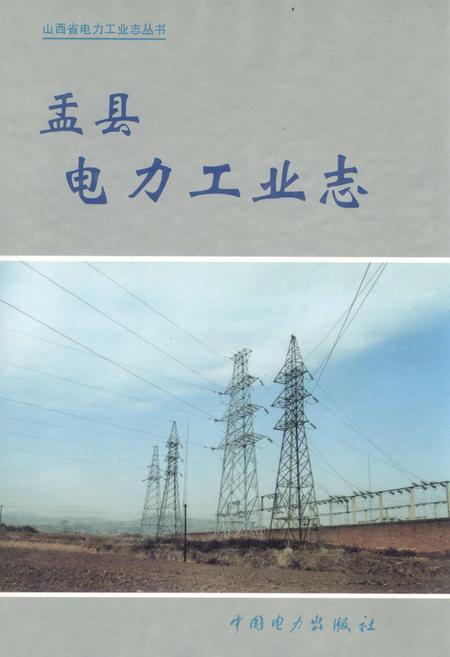 山西省电力工业志丛书
盂县
电力工业志
中国电力出版社